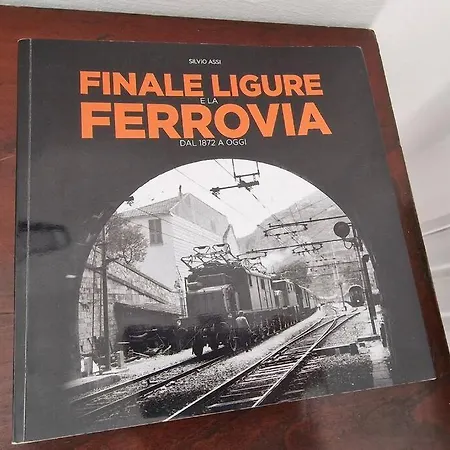 SILVIO ASSI
FINALE LIGURE
E LA
FERROVIA
DAL 1872 A OGGI